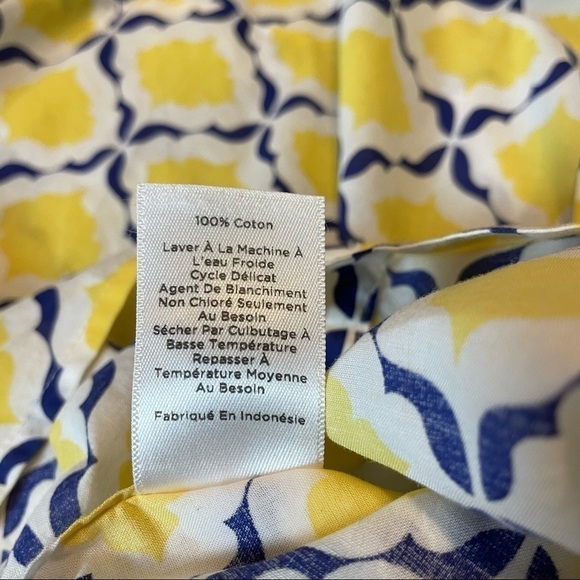 100% Coton
Laver À La Machine À
L'eau Froide
Cycle Délicat
Agent De Blanchiment
Non Chloré Seulement
Au Besoin
Sécher Par Culbutage À
Basse Température
Repasser À
Température Moyenne
Au Besoin
Fabriqué En Indonésie